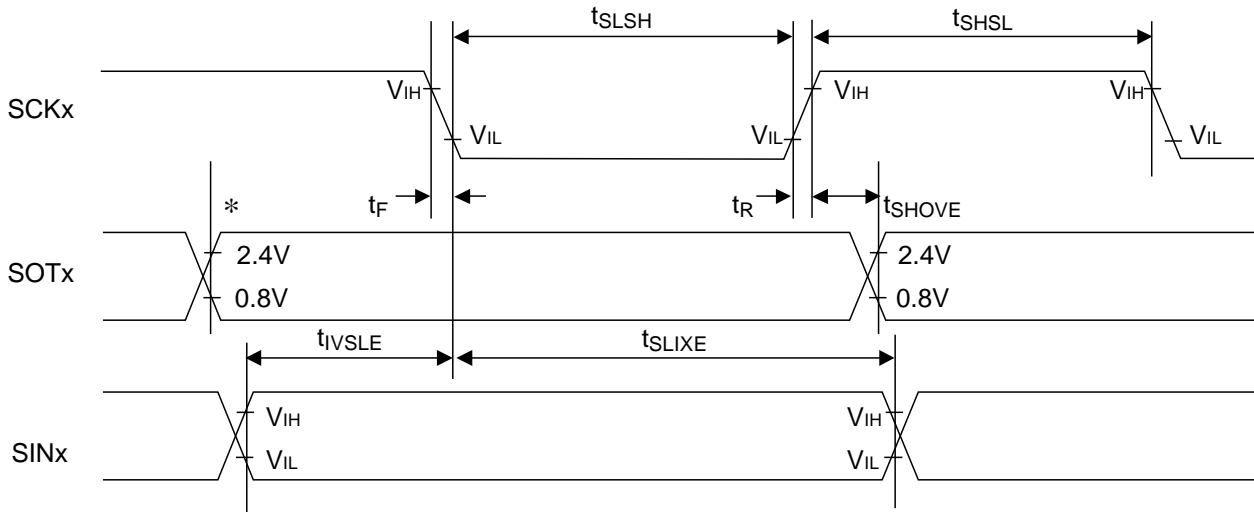 tSLSH
tSHSL
SCKx
VIH
VIL
VIL
VIH
VIH
VIL
*
tF
tR
tSHOVE
SOTx
2.4V
0.8V
2.4V
0.8V
tIVSLE
tSLIXE
SINx
VIH
VIL
VIH
VIL